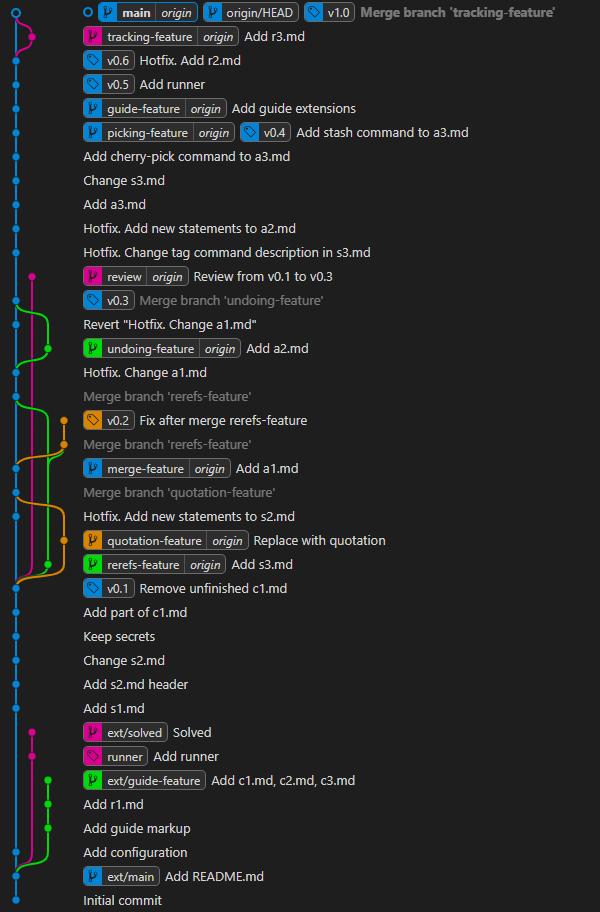 main origin origin/HEAD v1.0 Merge branch 'tracking-feature'
tracking-feature origin Add r3.md
v0.6 Hotfix. Add r2.md
v0.5 Add runner
guide-feature origin Add guide extensions
picking-feature origin v0.4 Add stash command to a3.md
Add cherry-pick command to a3.md
Change s3.md
Add a3.md
Hotfix. Add new statements to a2.md
Hotfix. Change tag command description in s3.md
review origin Review from v0.1 to v0.3
v0.3 Merge branch 'undoing-feature'
Revert "Hotfix. Change a1.md"
undoing-feature origin Add a2.md
Hotfix. Change a1.md
Merge branch 'rerefs-feature'
v0.2 Fix after merge rerefs-feature
Merge branch 'rerefs-feature'
merge-feature origin Add a1.md
Merge branch 'quotation-feature'
Hotfix. Add new statements to s2.md
quotation-feature origin Replace with quotation
rerefs-feature origin Add s3.md
v0.1 Remove unfinished c1.md
Add part of c1.md
Keep secrets
Change s2.md
Add s2.md header
Add s1.md
ext/solved Solved
runner Add runner
ext/guide-feature Add c1.md, c2.md, c3.md
Add r1.md
Add guide markup
Add configuration
ext/main Add README.md
Initial commit